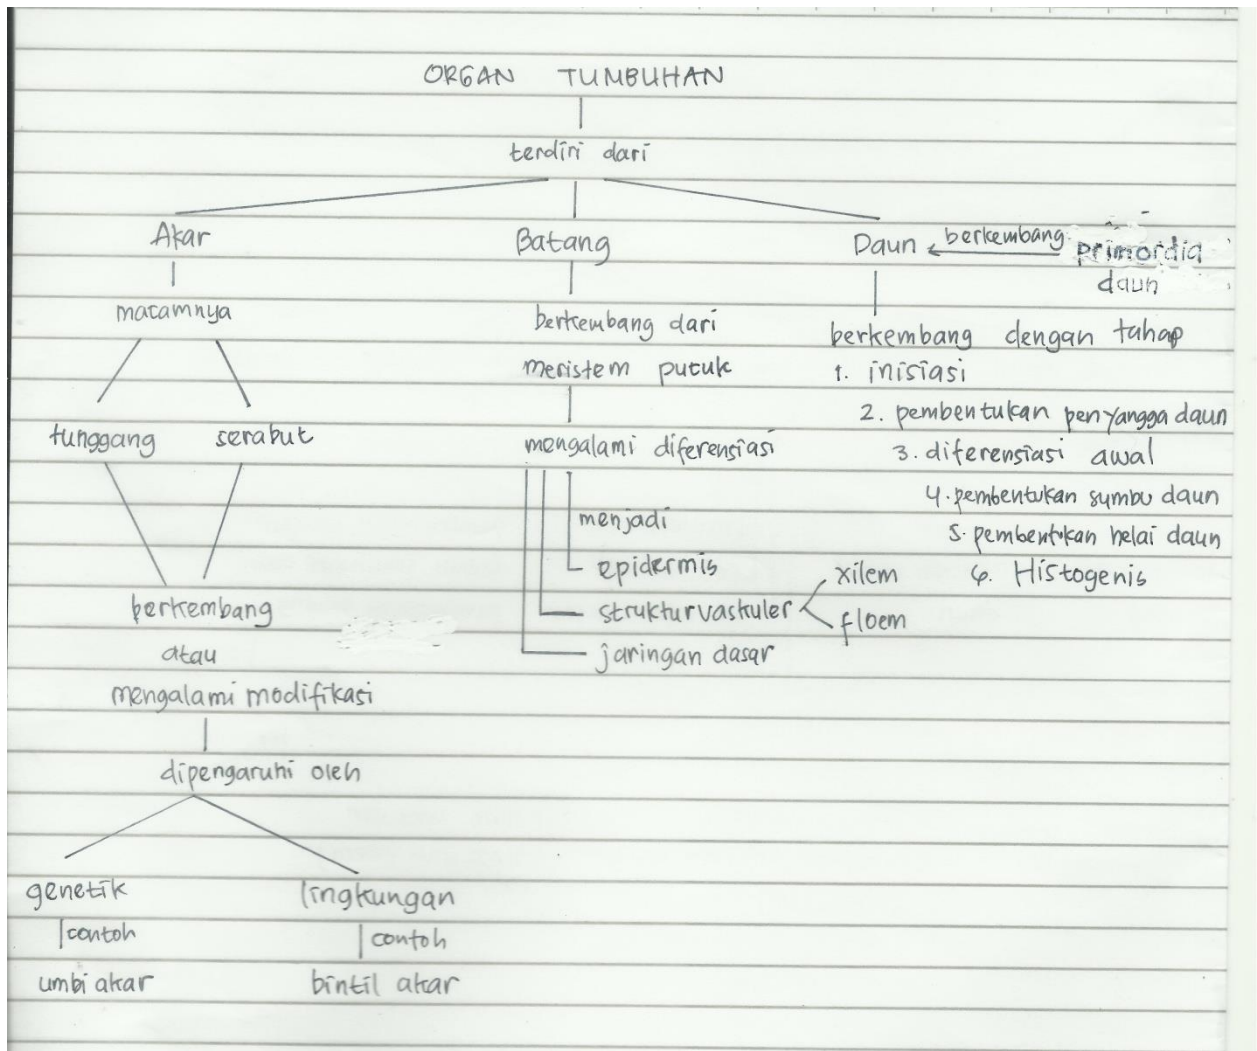 ORGAN TUMBUHAN
terdiri dari
Akar
Batang
Daun
berkembang
primordia
daun
macamnya
tunggang
serabut
berkembang
atau
mengalami modifikasi
dipengaruhi oleh
genetik
lingkungan
contoh
contoh
umbi akar
bintil akar
berkembang dari
meristem pucuk
mengalami diferensiasi
menjadi
epidermis
struktur vaskuler
xilem
floem
jaringan dasar
berkembang dengan tahap
1. inisiasi
2. pembentukan penyangga daun
3. diferensiasi awal
4. pembentukan sumbu daun
5. pembentukan helai daun
6. Histogenis